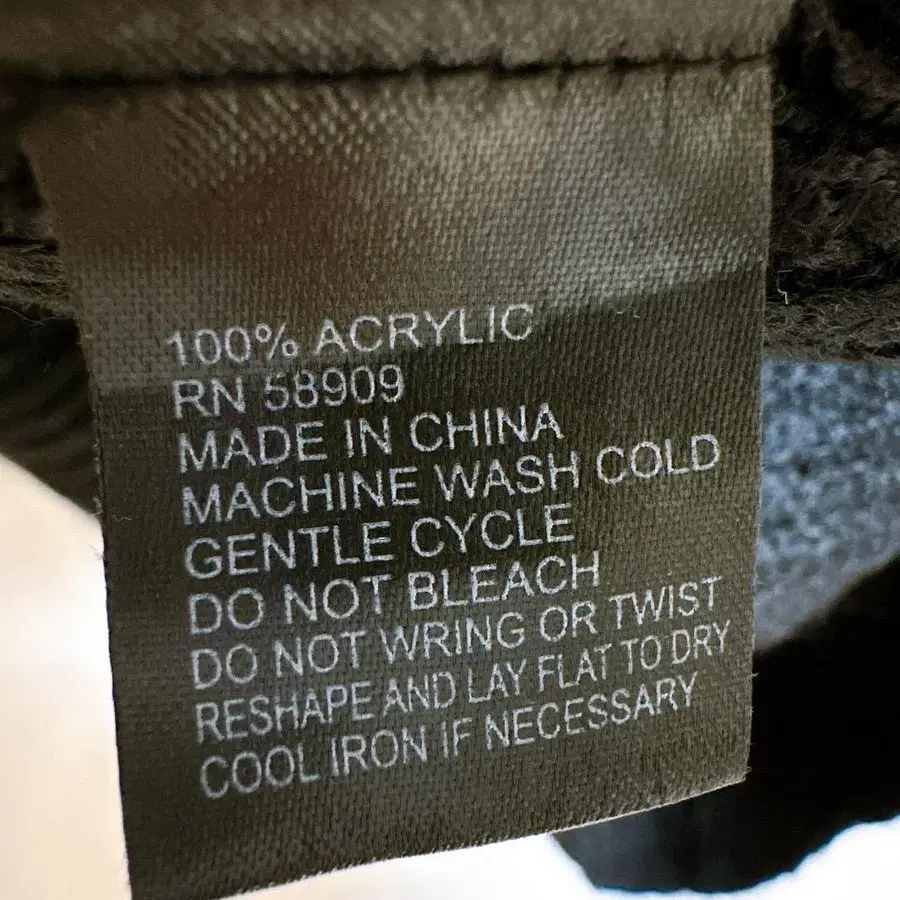 100% ACRYLIC
RN 58909
MADE IN CHINA
MACHINE WASH COLD
GENTLE CYCLE
DO NOT BLEACH
DO NOT WRING OR TWIST
RESHAPE AND LAY FLAT TO DRY
COOL IRON IF NECESSARY